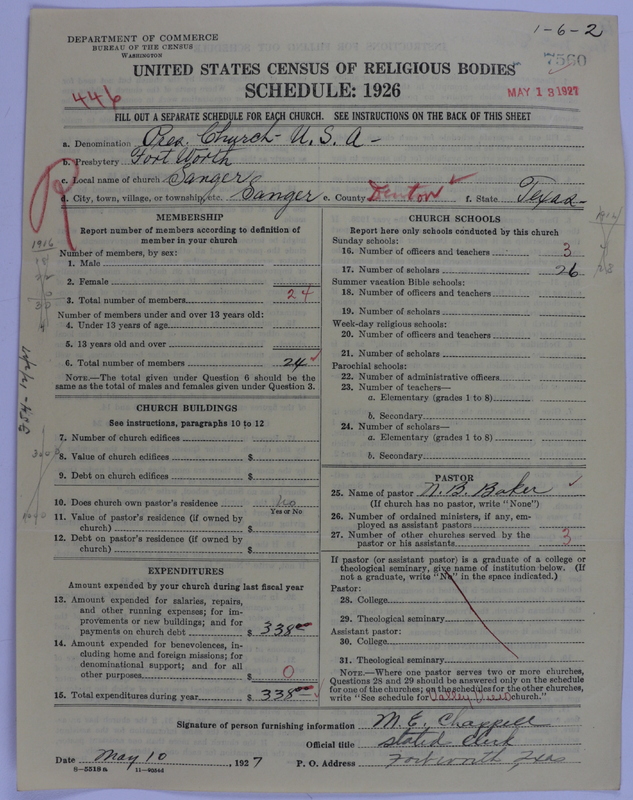 1-6-2
DEPARTMENT OF COMMERCE
BUREAU OF THE CENSUS
WASHINGTON
7560
UNITED STATES CENSUS OF RELIGIOUS BODIES
SCHEDULE: 1926
446
MAY 13 1927
FILL OUT A SEPARATE SCHEDULE FOR EACH CHURCH. SEE INSTRUCTIONS ON THE BACK OF THIS SHEET
a. Denomination Pres. Church - U.S.A -
b. Presbytery Fort Worth
c. Local name of church Sanger
d. City, town, village, or township, etc. Sanger e. County Denton f. State Texas
MEMBERSHIP
Report number of members according to definition of
member in your church
1916
Number of members, by sex:
1. Male
2. Female
3. Total number of members 24
Number of members under and over 13 years old:
4. Under 13 years of age
5. 13 years old and over
6. Total number of members 24
NOTE.—The total given under Question 6 should be the
same as the total of males and females given under Question 3.
CHURCH BUILDINGS
See instructions, paragraphs 10 to 12
7. Number of church edifices
8. Value of church edifices $
9. Debt on church edifices $
10. Does church own pastor's residence No
Yes or No
11. Value of pastor's residence (if owned by
church) $
12. Debt on pastor's residence (if owned by
church) $
EXPENDITURES
Amount expended by your church during last fiscal year
13. Amount expended for salaries, repairs,
and other running expenses; for im-
provements or new buildings; and for
payments on church debt $ 338
14. Amount expended for benevolences, in-
cluding home and foreign missions; for
denominational support; and for all
other purposes $ 0
15. Total expenditures during year $ 338
CHURCH SCHOOLS
Report here only schools conducted by this church
Sunday schools:
16. Number of officers and teachers 3
17. Number of scholars 26
Summer vacation Bible schools:
18. Number of officers and teachers
19. Number of scholars
Week-day religious schools:
20. Number of officers and teachers
21. Number of scholars
Parochial schools:
22. Number of administrative officers
23. Number of teachers—
a. Elementary (grades 1 to 8)
b. Secondary
24. Number of scholars—
a. Elementary (grades 1 to 8)
b. Secondary
PASTOR
25. Name of pastor N. B. Baker
(If church has no pastor, write "None")
26. Number of ordained ministers, if any, em-
ployed as assistant pastors
27. Number of other churches served by the
pastor or his assistants 3
If pastor (or assistant pastor) is a graduate of a college or
theological seminary, give name of institution below. (If
not a graduate, write "No" in the space indicated.)
Pastor:
28. College
29. Theological seminary
Assistant pastor:
30. College
31. Theological seminary
NOTE.—Where one pastor serves two or more churches,
Questions 28 and 29 should be answered only on the schedule
for one of the churches; on the schedules for the other churches,
write "See schedule for Valley View church."
Signature of person furnishing information M. E. Chappell
Official title Stated Clerk
Date May 10, 1927 P. O. Address Fort Worth Texas
8—5518a 11—9056d